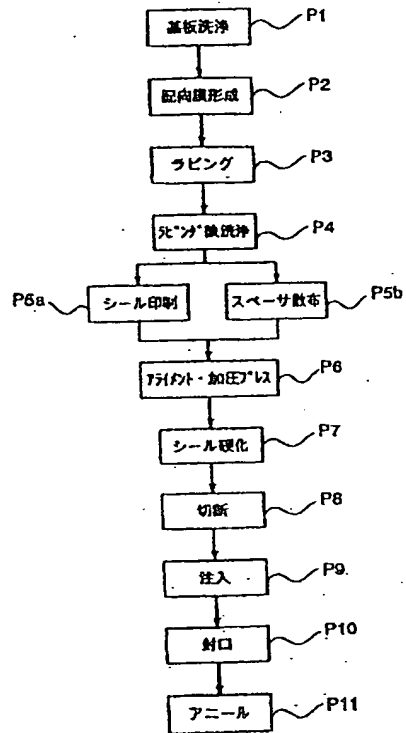 基板洗浄 P1
配向膜形成 P2
ラビング P3
ラビング後洗浄 P4
P5a シール印刷 スペーサ散布 P5b
アライメント・加圧プレス P6
シール硬化 P7
切断 P8
注入 P9
封口 P10
アニール P11